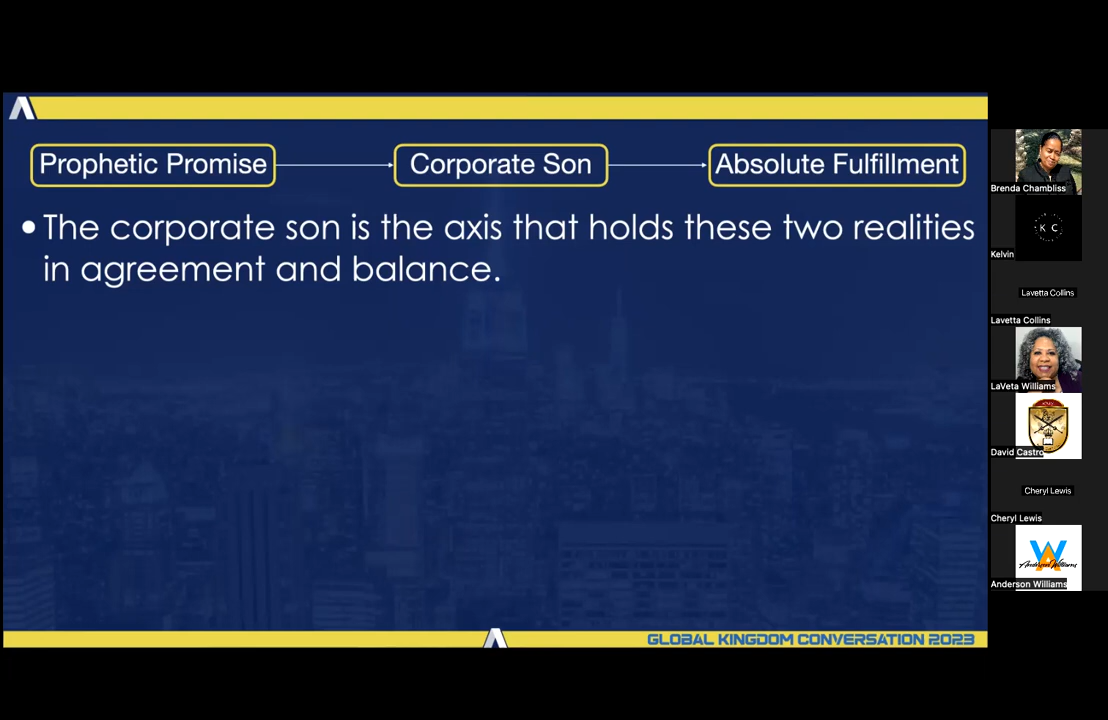 Prophetic Promise
Corporate Son
Absolute Fulfillment
• The corporate son is the axis that holds these two realities
in agreement and balance.
GLOBAL KINGDOM CONVERSATION 2023
Brenda Chambliss
K C
Kelvin
Lavetta Collins
Lavetta Collins
LaVeta Williams
David Castro
Cheryl Lewis
Cheryl Lewis
Anderson Williams
Anderson Williams